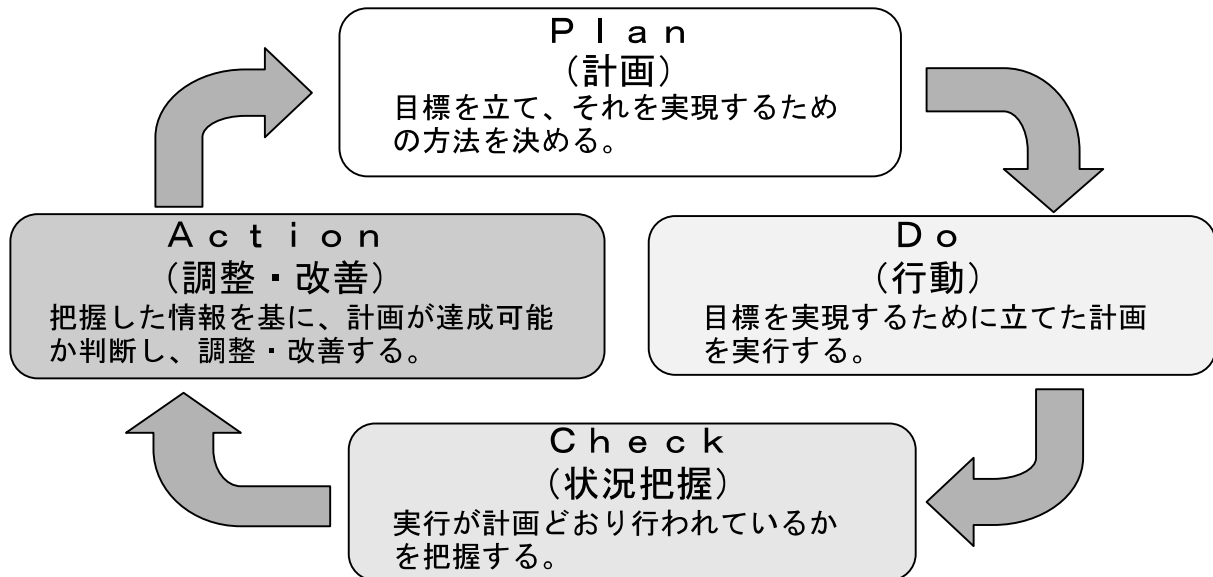 Ｐｌａｎ
（計画）
目標を立て、それを実現するため
の方法を決める。
Ｄｏ
（行動）
目標を実現するために立てた計画
を実行する。
Ｃｈｅｃｋ
（状況把握）
実行が計画どおり行われているか
を把握する。
Ａｃｔｉｏｎ
（調整・改善）
把握した情報を基に、計画が達成可能
か判断し、調整・改善する。